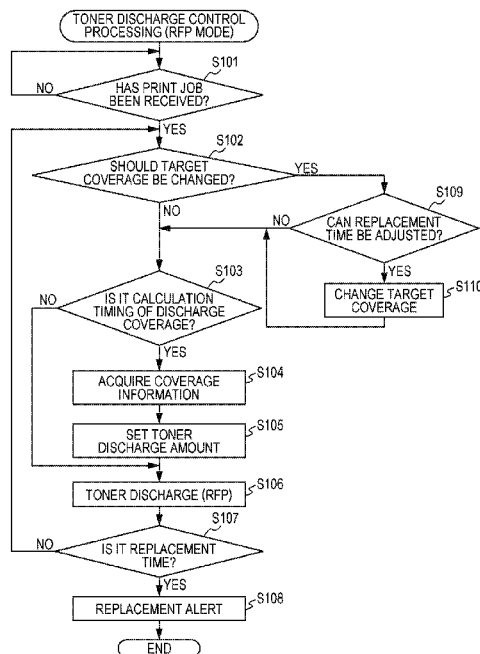 TONER DISCHARGE CONTROL
PROCESSING (RFP MODE)
S101
HAS PRINT JOB
BEEN RECEIVED?
NO
YES
S102
SHOULD TARGET
COVERAGE BE CHANGED?
YES
NO
S109
CAN REPLACEMENT
TIME BE ADJUSTED?
NO
YES
S110
CHANGE TARGET
COVERAGE
S103
IS IT CALCULATION
TIMING OF DISCHARGE
COVERAGE?
NO
YES
S104
ACQUIRE COVERAGE
INFORMATION
S105
SET TONER
DISCHARGE AMOUNT
S106
TONER DISCHARGE (RFP)
S107
IS IT REPLACEMENT
TIME?
NO
YES
S108
REPLACEMENT ALERT
END